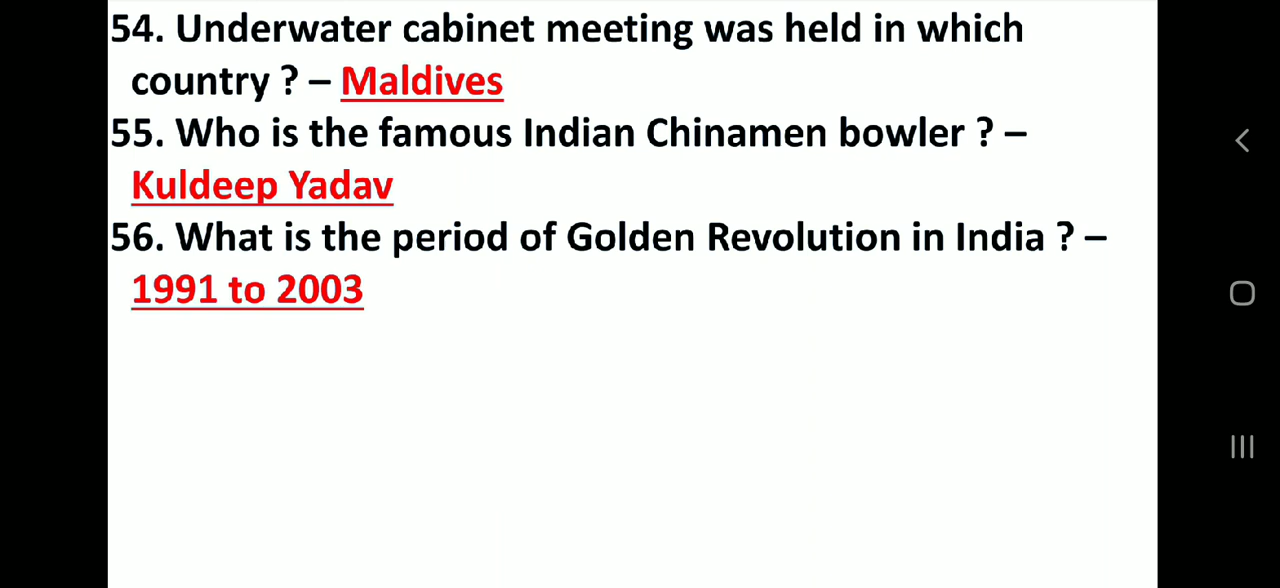 54. Underwater cabinet meeting was held in which
country ? – Maldives
55. Who is the famous Indian Chinamen bowler ? –
Kuldeep Yadav
56. What is the period of Golden Revolution in India ? –
1991 to 2003